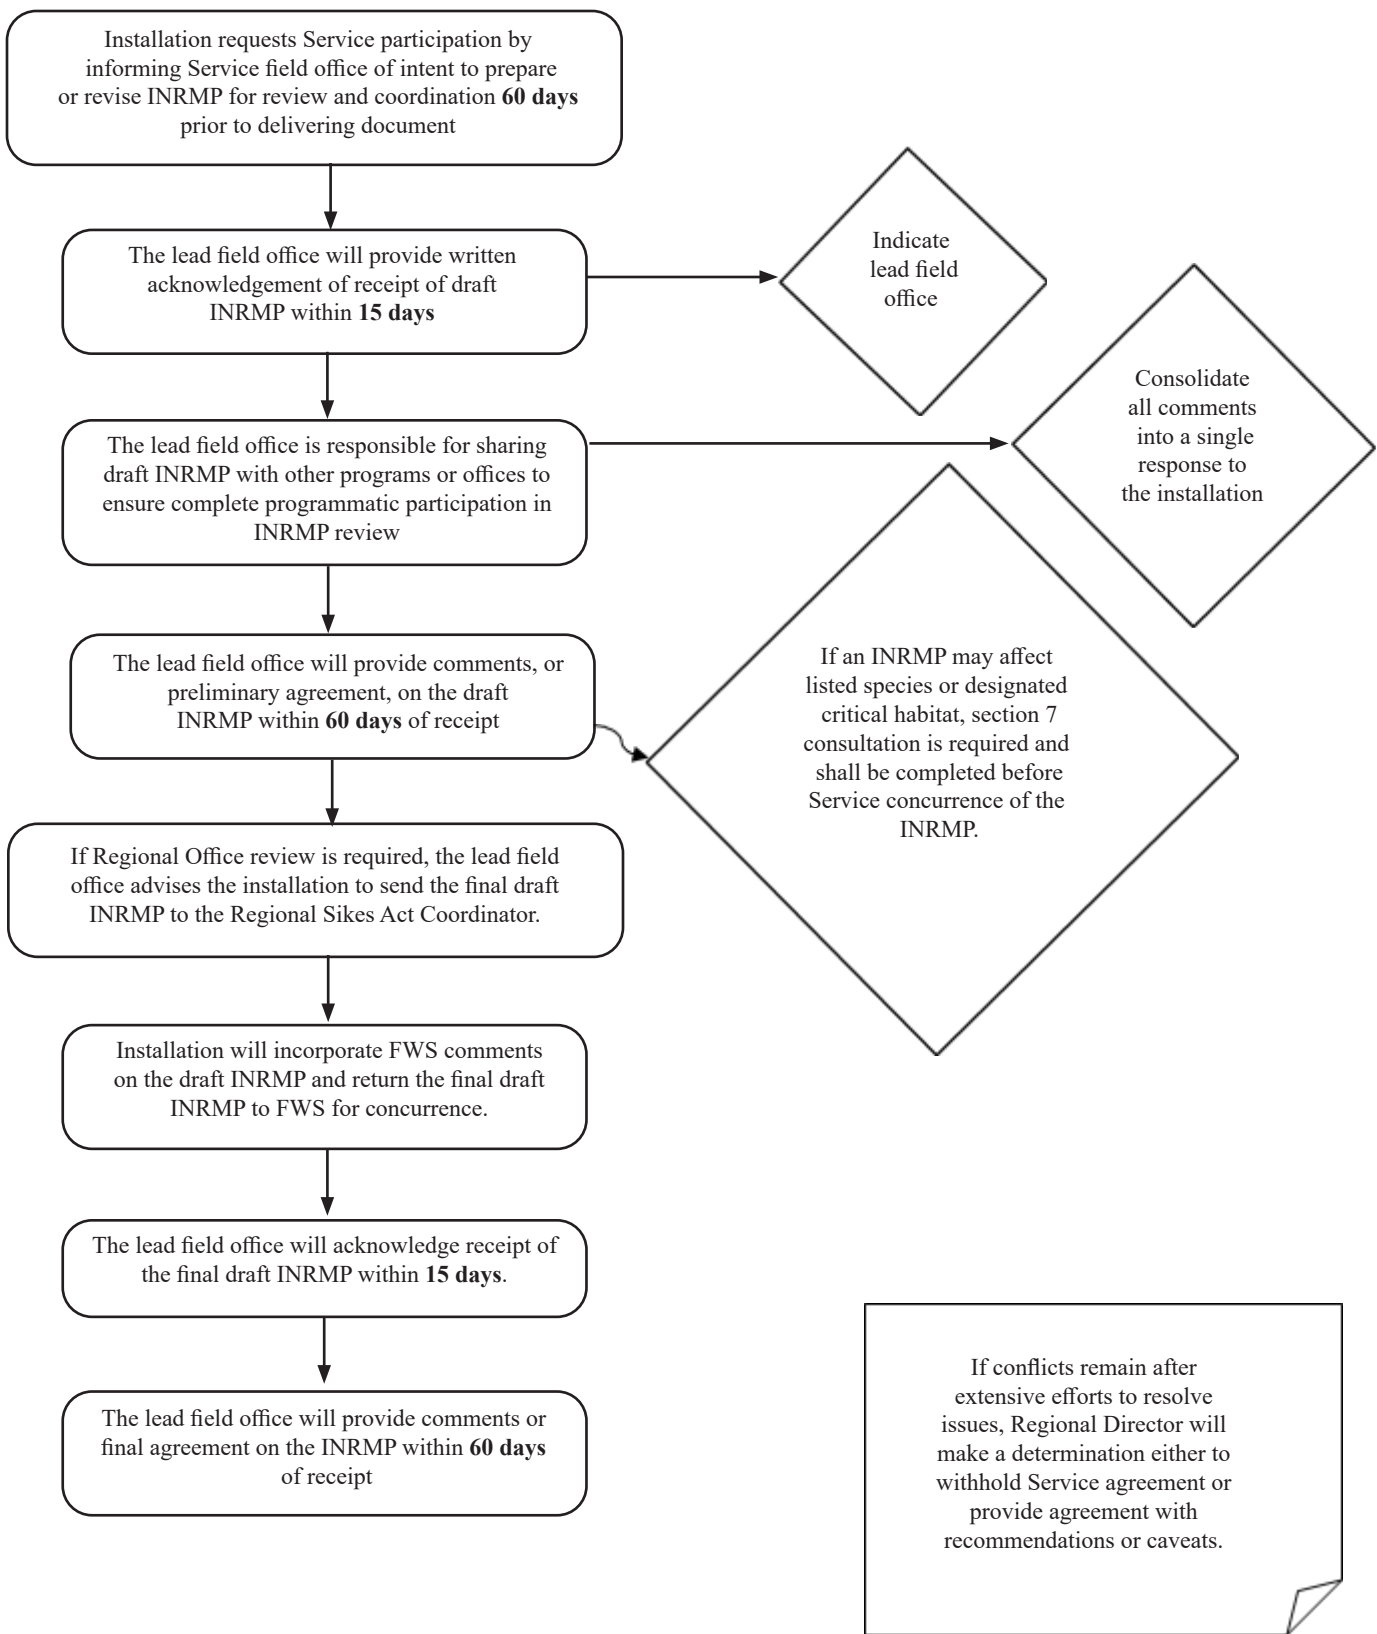 Installation requests Service participation by
informing Service field office of intent to prepare
or revise INRMP for review and coordination 60 days
prior to delivering document
The lead field office will provide written
acknowledgement of receipt of draft
INRMP within 15 days
Indicate
lead field
office
The lead field office is responsible for sharing
draft INRMP with other programs or offices to
ensure complete programmatic participation in
INRMP review
Consolidate
all comments
into a single
response to
the installation
The lead field office will provide comments, or
preliminary agreement, on the draft
INRMP within 60 days of receipt
If an INRMP may affect
listed species or designated
critical habitat, section 7
consultation is required and
shall be completed before
Service concurrence of the
INRMP.
If Regional Office review is required, the lead field
office advises the installation to send the final draft
INRMP to the Regional Sikes Act Coordinator.
Installation will incorporate FWS comments
on the draft INRMP and return the final draft
INRMP to FWS for concurrence.
The lead field office will acknowledge receipt of
the final draft INRMP within 15 days.
The lead field office will provide comments or
final agreement on the INRMP within 60 days
of receipt
If conflicts remain after
extensive efforts to resolve
issues, Regional Director will
make a determination either to
withhold Service agreement or
provide agreement with
recommendations or caveats.